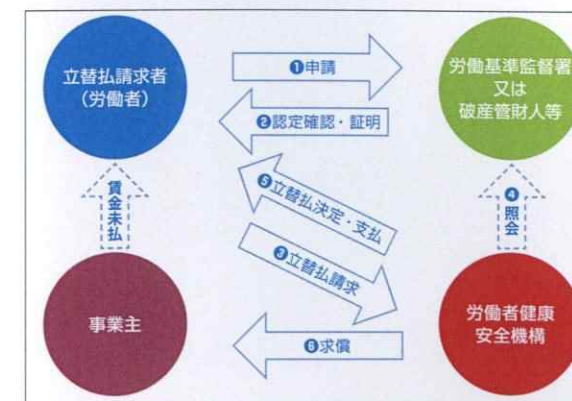 立替払請求者
（労働者）
❶申請
労働基準監督署
又は
破産管財人等
❷認定確認・証明
賃金未払
❺立替払決定・支払
❹照会
❸立替払請求
事業主
労働者健康
安全機構
❻求償